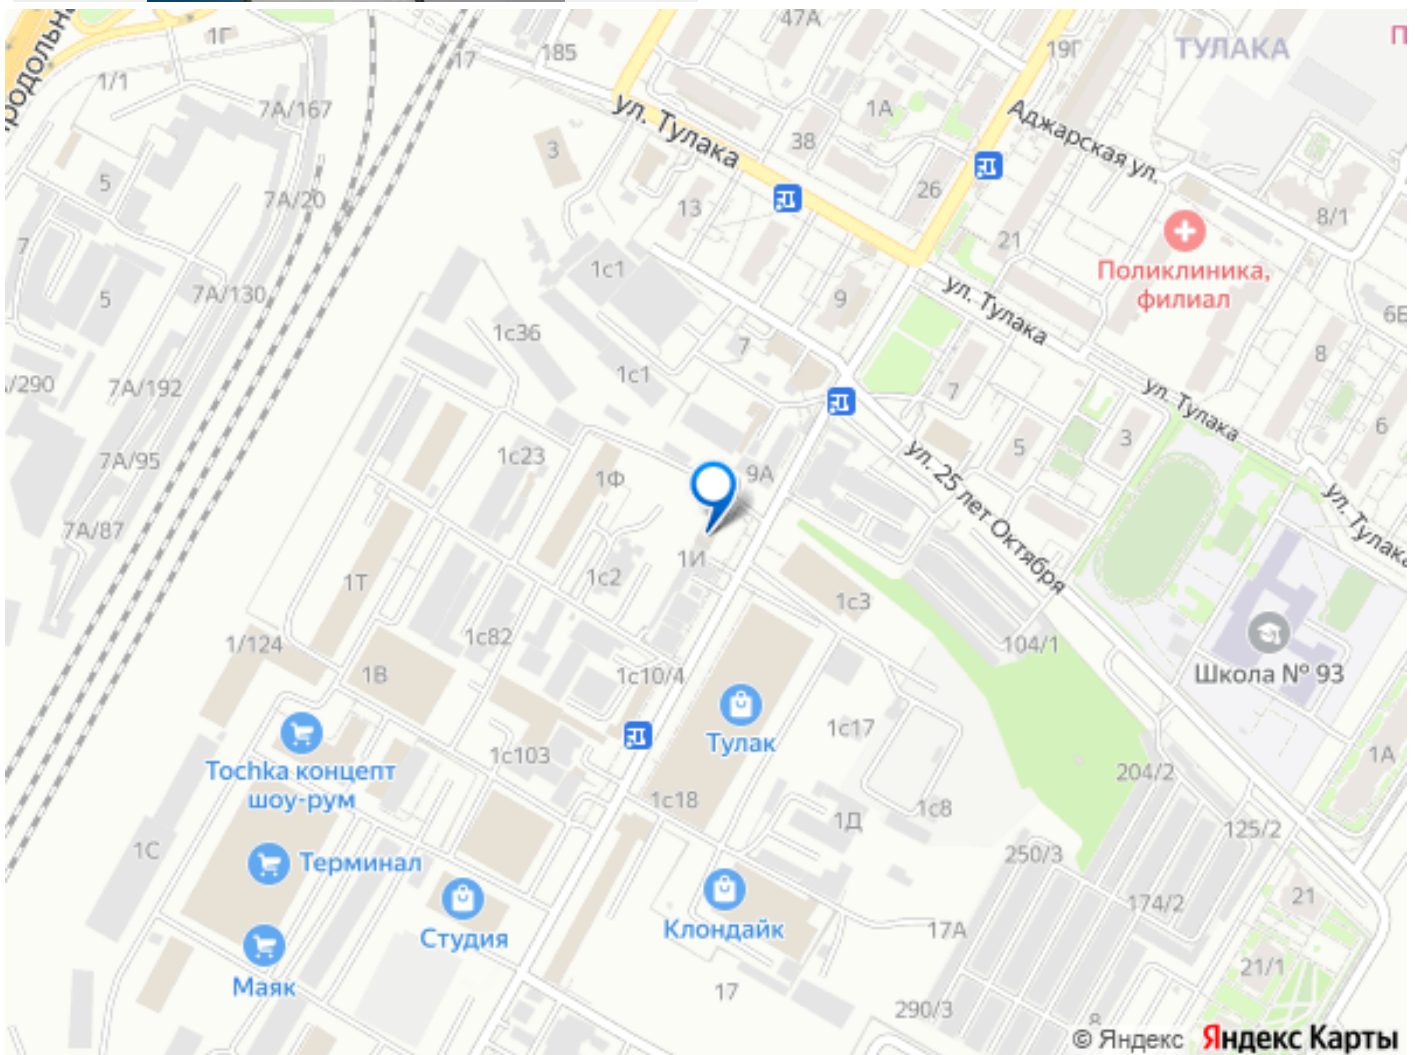 47А
1Г
185
17
19Г
ТУЛАКА
1/1
7А/167
ул. Тулака
1А
Аджарская ул.
38
3
5
7А/20
13
26
8/1
7
21
Поликлиника,
филиал
1с1
5
7А/130
9
ул. Тулака
6Б
1с36
7
8
/290
7А/192
1с1
7
ул. Тулака
6
3
5
7А/95
1с23
1Ф
9А
ул. 25 лет Октября
ул. Тулака
7А/87
1И
1Т
1с2
1с3
1/124
1с82
104/1
Школа № 93
1В
1с10/4
Тулак
1с17
1А
Tochka концепт
шоу-рум
1с103
204/2
1с18
1Д
1с8
125/2
1С
Терминал
250/3
174/2
21
Студия
Клондайк
17А
Маяк
17
21/1
290/3
8
© Яндекс Яндекс Карты